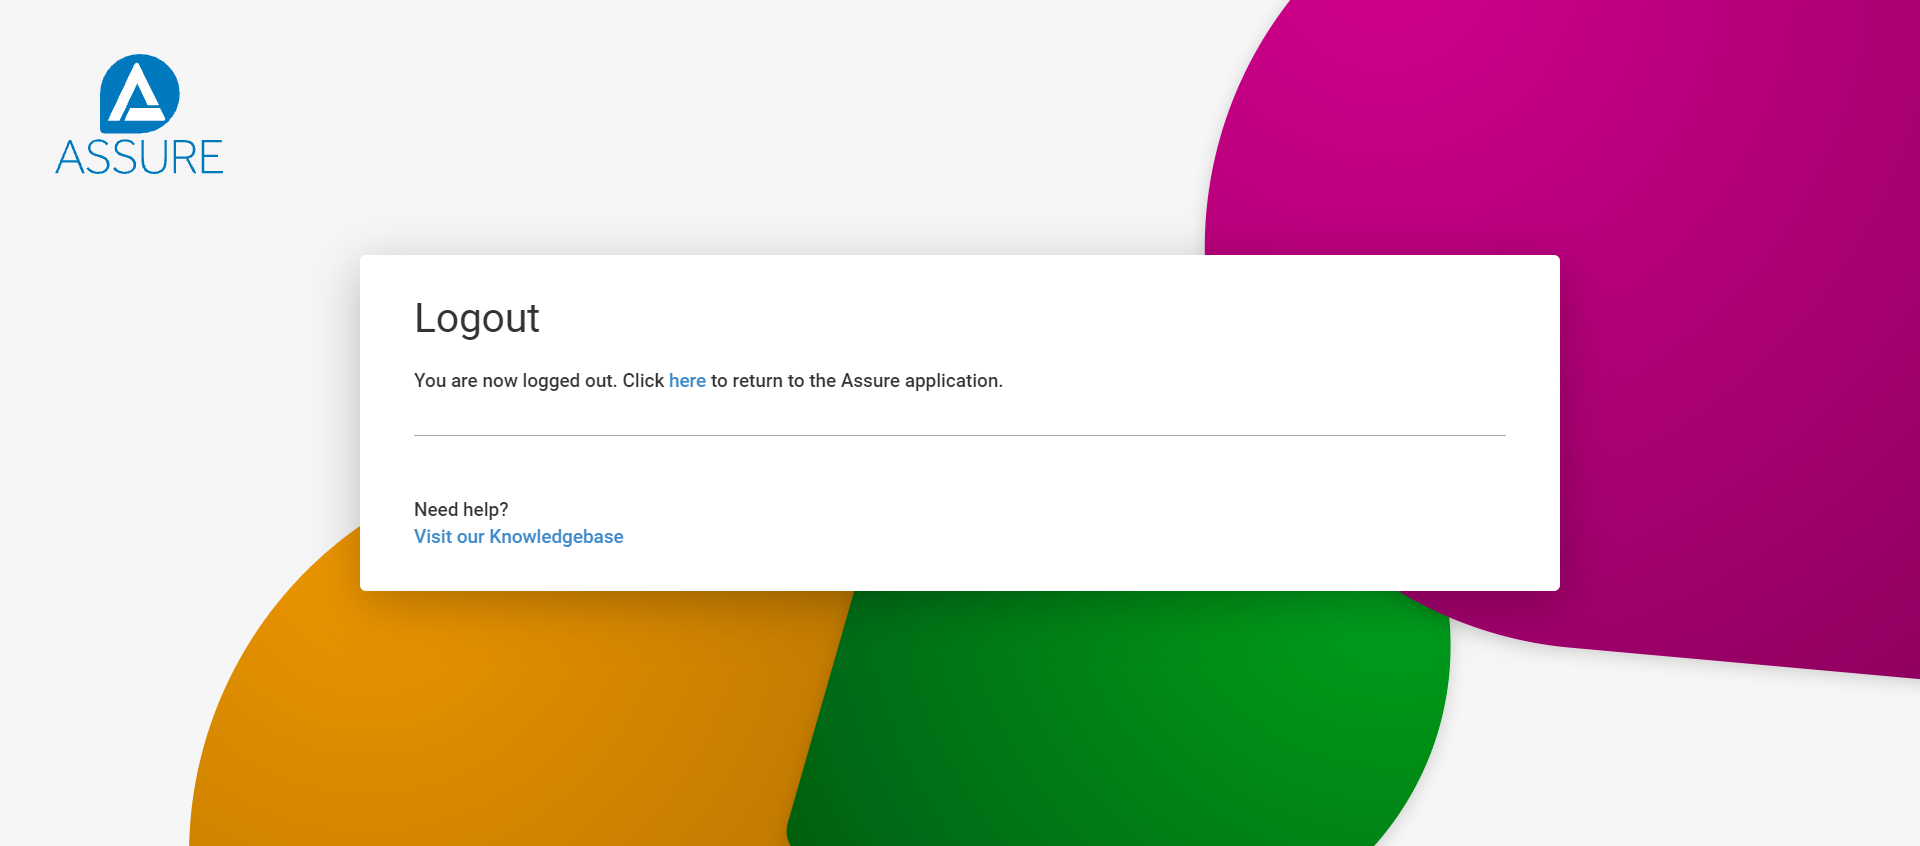 ASSURE
Logout
You are now logged out. Click here to return to the Assure application.
Need help?
Visit our Knowledgebase